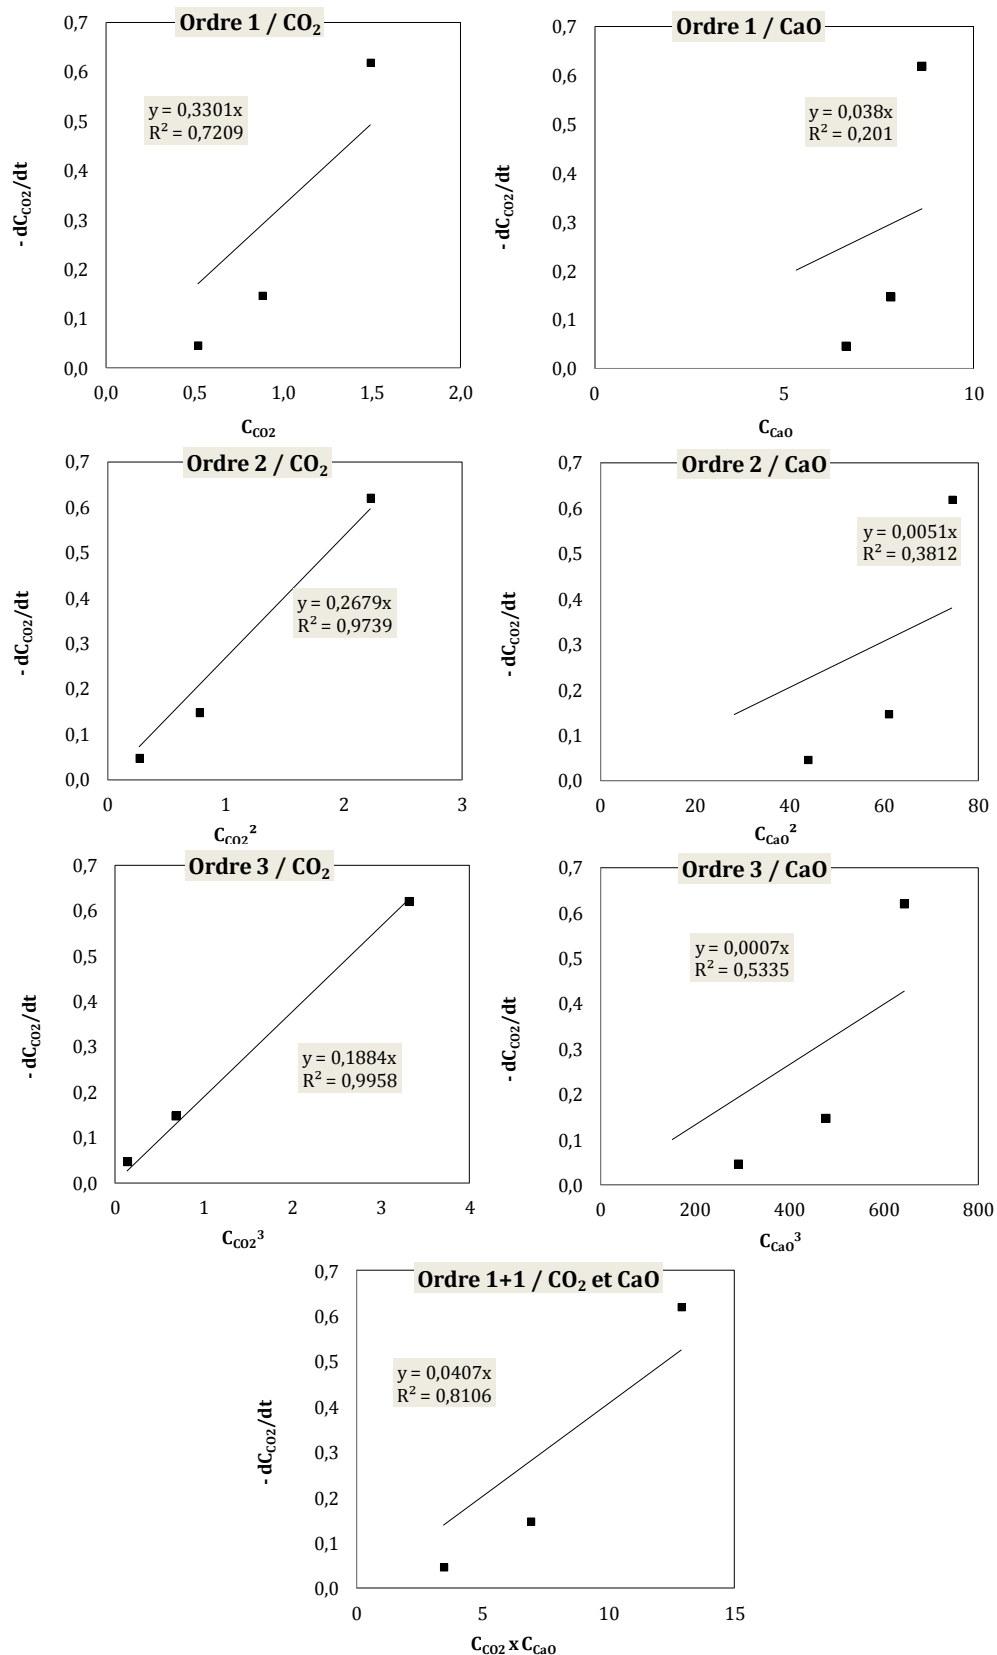 Ordre 1 / CO₂
0,7
0,6
0,5
0,4
0,3
0,2
0,1
0,0
- dC_CO2/dt
y = 0,3301x
R² = 0,7209
0,0 0,5 1,0 1,5 2,0
C_CO2
Ordre 1 / CaO
0,7
0,6
0,5
0,4
0,3
0,2
0,1
0,0
- dC_CO2/dt
y = 0,038x
R² = 0,201
0 5 10
C_CaO
Ordre 2 / CO₂
0,7
0,6
0,5
0,4
0,3
0,2
0,1
0,0
- dC_CO2/dt
y = 0,2679x
R² = 0,9739
0 1 2 3
C_CO2²
Ordre 2 / CaO
0,7
0,6
0,5
0,4
0,3
0,2
0,1
0,0
- dC_CO2/dt
y = 0,0051x
R² = 0,3812
0 20 40 60 80
C_CaO²
Ordre 3 / CO₂
0,7
0,6
0,5
0,4
0,3
0,2
0,1
0,0
- dC_CO2/dt
y = 0,1884x
R² = 0,9958
0 1 2 3 4
C_CO2³
Ordre 3 / CaO
0,7
0,6
0,5
0,4
0,3
0,2
0,1
0,0
- dC_CO2/dt
y = 0,0007x
R² = 0,5335
0 200 400 600 800
C_CaO³
Ordre 1+1 / CO₂ et CaO
0,7
0,6
0,5
0,4
0,3
0,2
0,1
0,0
- dC_CO2/dt
y = 0,0407x
R² = 0,8106
0 5 10 15
C_CO2 x C_CaO